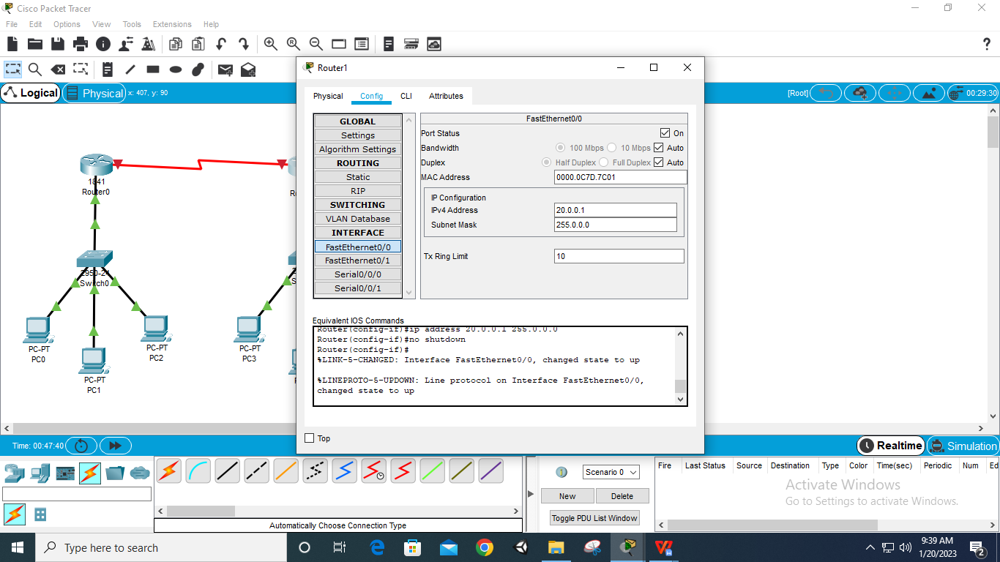 Cisco Packet Tracer
File Edit Options View Tools Extensions Help
?
Logical Physical x: 407, y: 90 [Root] 00:29:30
1841
Router0
2950-24
Switch0
PC-PT
PC0
PC-PT
PC1
PC-PT
PC2
PC-PT
PC3
Router1
Physical Config CLI Attributes
GLOBAL
Settings
Algorithm Settings
ROUTING
Static
RIP
SWITCHING
VLAN Database
INTERFACE
FastEthernet0/0
FastEthernet0/1
Serial0/0/0
Serial0/0/1
FastEthernet0/0
Port Status On
Bandwidth 100 Mbps 10 Mbps Auto
Duplex Half Duplex Full Duplex Auto
MAC Address 0000.0C7D.7C01
IP Configuration
IPv4 Address 20.0.0.1
Subnet Mask 255.0.0.0
Tx Ring Limit 10
Equivalent IOS Commands
Router(config-if)#ip address 20.0.0.1 255.0.0.0
Router(config-if)#no shutdown
Router(config-if)#
%LINK-5-CHANGED: Interface FastEthernet0/0, changed state to up
%LINEPROTO-5-UPDOWN: Line protocol on Interface FastEthernet0/0,
changed state to up
Top
Time: 00:47:40 Realtime Simulation
Automatically Choose Connection Type
Scenario 0
New Delete
Toggle PDU List Window
Fire Last Status Source Destination Type Color Time(sec) Periodic Num Ed
Activate Windows
Go to Settings to activate Windows.
Type here to search
9:39 AM
1/20/2023
2